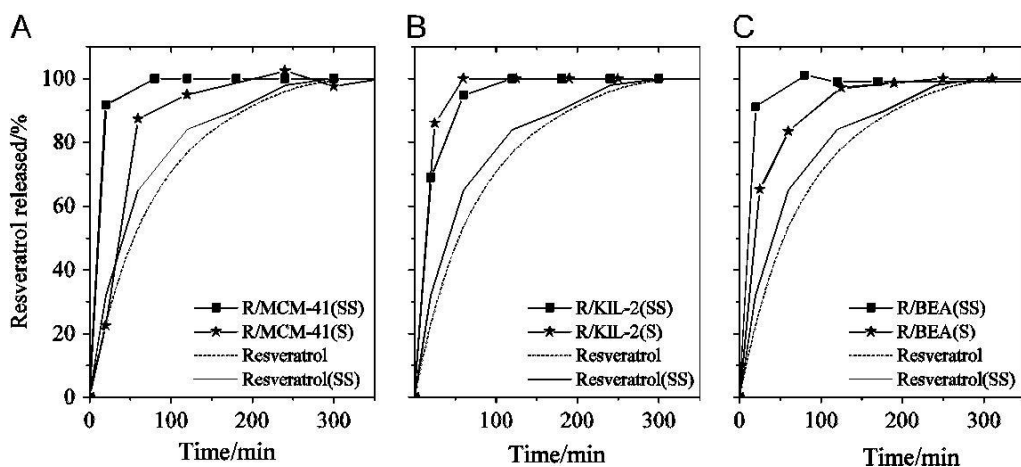 A
B
C
Resveratrol released/%
100
80
60
40
20
0
R/MCM-41(SS)
R/MCM-41(S)
Resveratrol
Resveratrol(SS)
R/KIL-2(SS)
R/KIL-2(S)
Resveratrol
Resveratrol(SS)
R/BEA(SS)
R/BEA(S)
Resveratrol
Resveratrol(SS)
0 100 200 300
100 200 300
0 100 200 300
Time/min
Time/min
Time/min